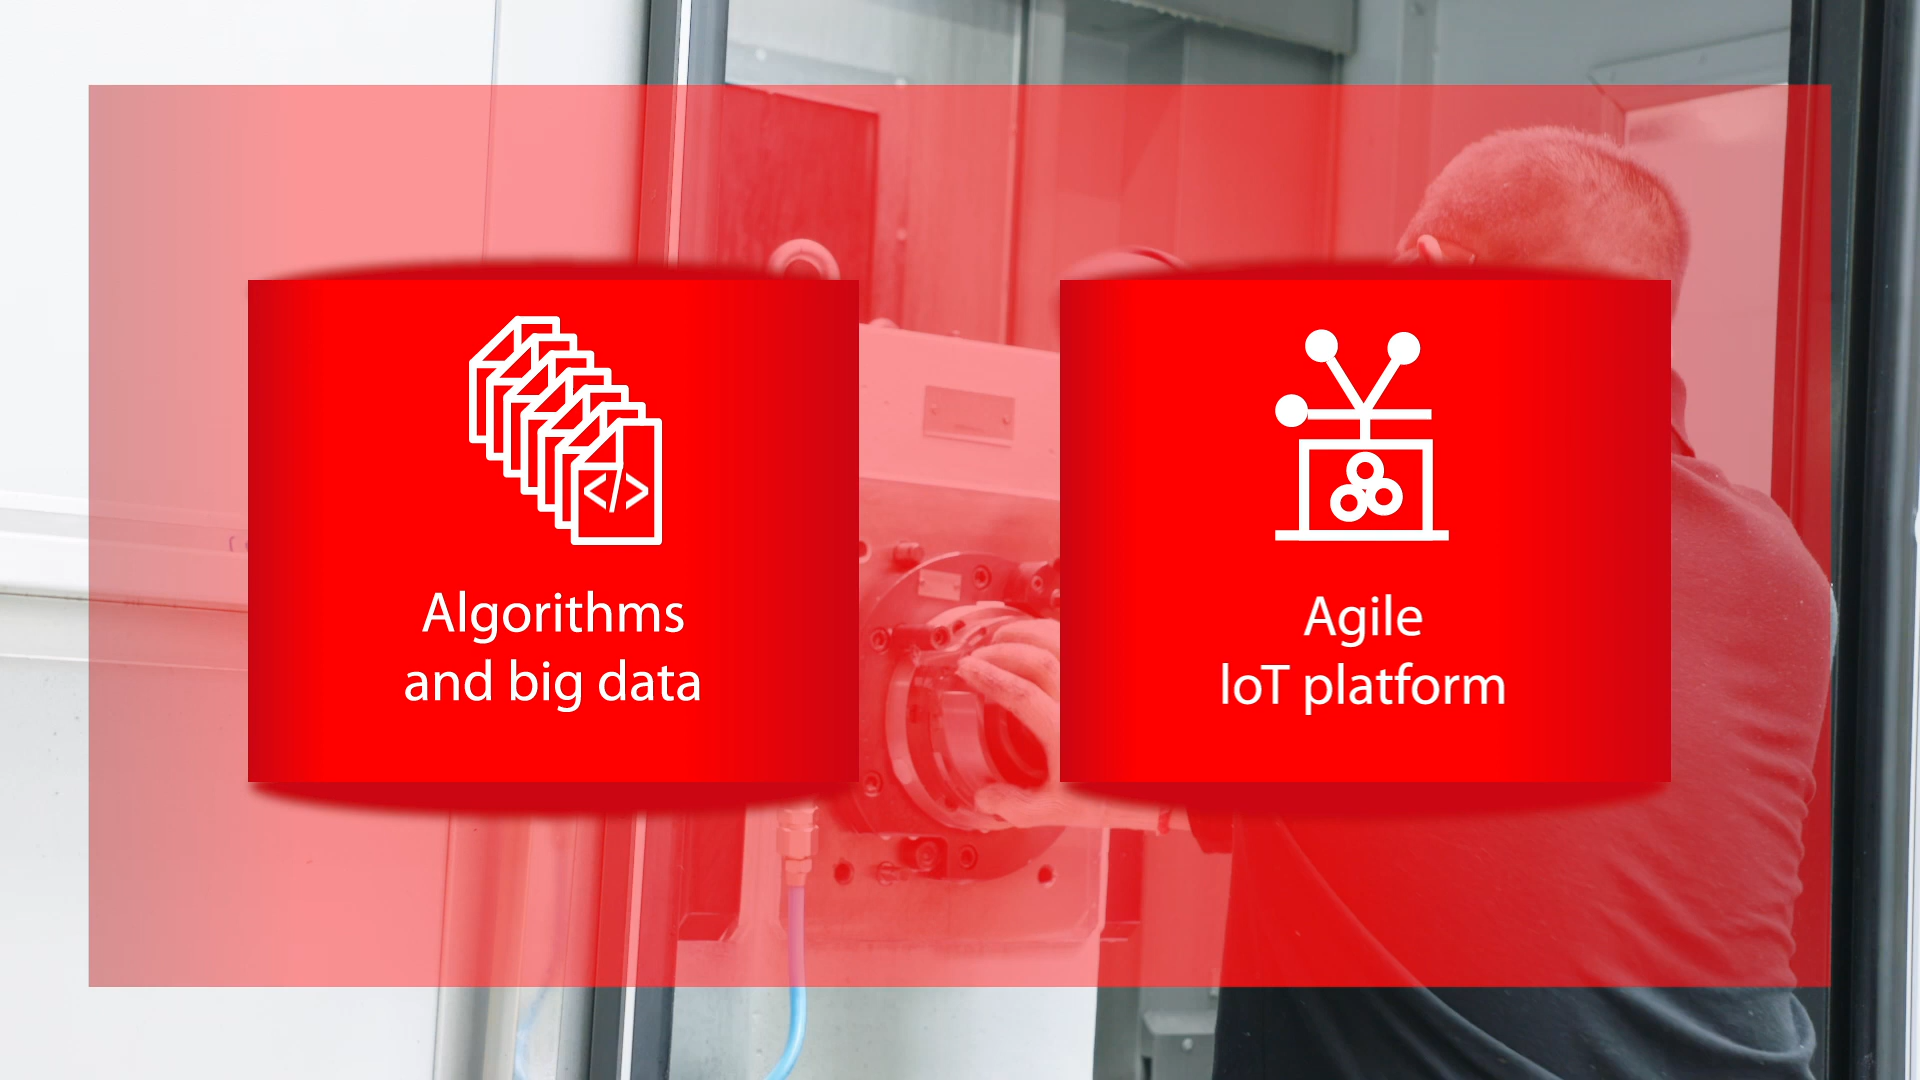 </>
Algorithms
and big data
Agile
IoT platform